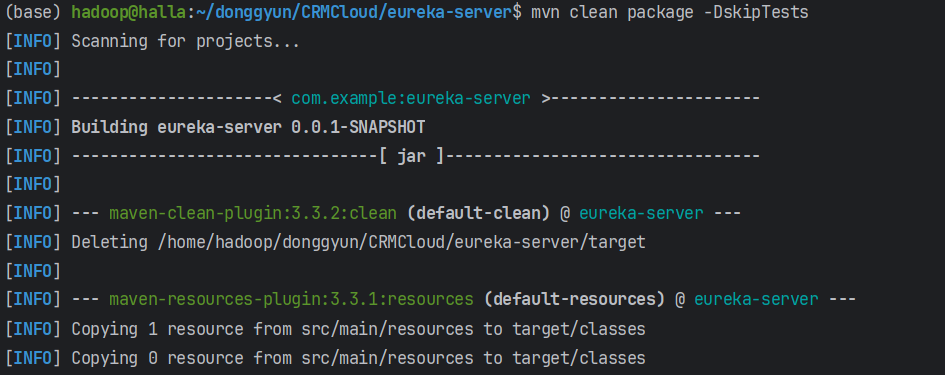 (base) hadoop@halla:~/donggyun/CRMCloud/eureka-server$ mvn clean package -DskipTests
[INFO] Scanning for projects...
[INFO]
[INFO] --------------------< com.example:eureka-server >---------------------
[INFO] Building eureka-server 0.0.1-SNAPSHOT
[INFO] --------------------------------[ jar ]---------------------------------
[INFO]
[INFO] --- maven-clean-plugin:3.3.2:clean (default-clean) @ eureka-server ---
[INFO] Deleting /home/hadoop/donggyun/CRMCloud/eureka-server/target
[INFO]
[INFO] --- maven-resources-plugin:3.3.1:resources (default-resources) @ eureka-server ---
[INFO] Copying 1 resource from src/main/resources to target/classes
[INFO] Copying 0 resource from src/main/resources to target/classes